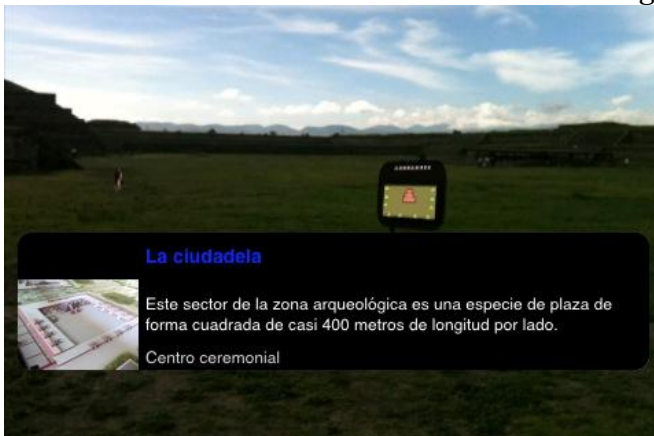 La ciudadela
Este sector de la zona arqueológica es una especie de plaza de
forma cuadrada de casi 400 metros de longitud por lado.
Centro ceremonial